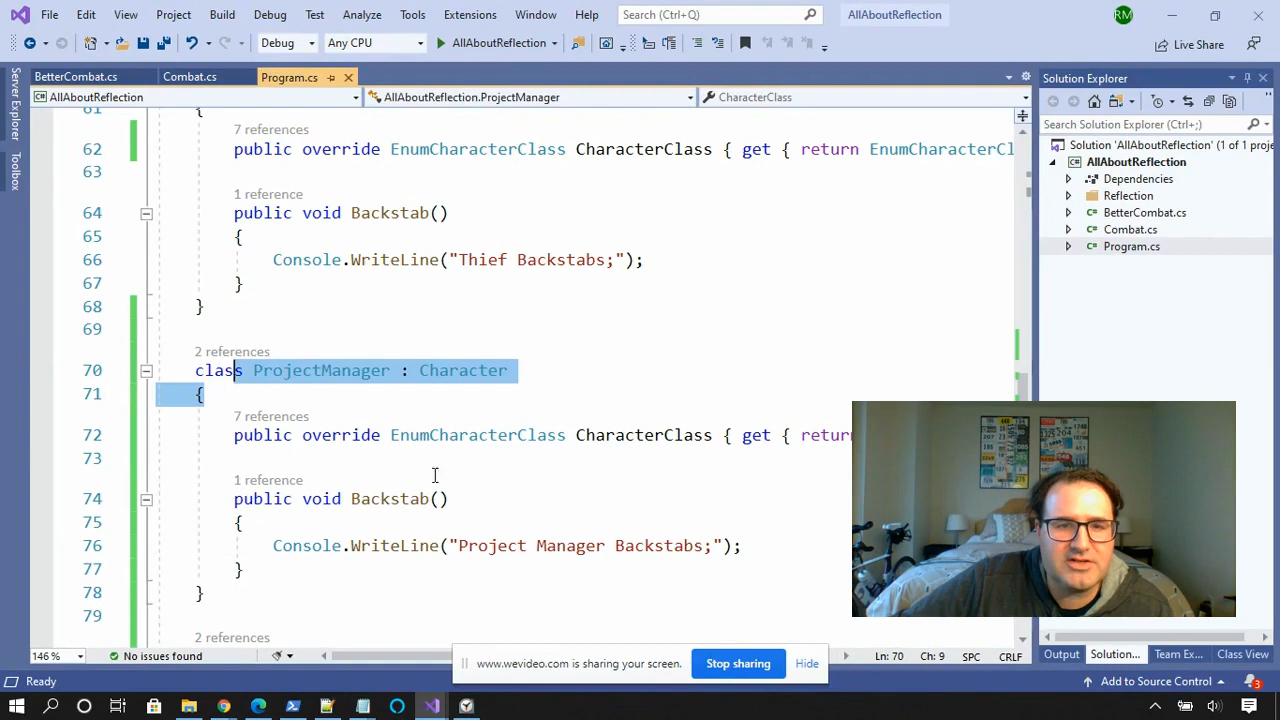 File Edit View Project Build Debug Test Analyze Tools Extensions Window Help Search (Ctrl+Q) AllAboutReflection RM
Debug Any CPU AllAboutReflection Live Share
BetterCombat.cs Combat.cs Program.cs
AllAboutReflection AllAboutReflection.ProjectManager CharacterClass
Server Explorer
Toolbox
61 {
7 references
62 public override EnumCharacterClass CharacterClass { get { return EnumCharacterCl
63
1 reference
64 public void Backstab()
65 {
66 Console.WriteLine("Thief Backstabs;");
67 }
68 }
69
2 references
70 class ProjectManager : Character
71 {
7 references
72 public override EnumCharacterClass CharacterClass { get { return
73
1 reference
74 public void Backstab()
75 {
76 Console.WriteLine("Project Manager Backstabs;");
77 }
78 }
79
2 references
146 % No issues found Ln: 70 Ch: 9 SPC CRLF
Solution Explorer
Search Solution Explorer (Ctrl+;)
Solution 'AllAboutReflection' (1 of 1 proje
AllAboutReflection
Dependencies
Reflection
BetterCombat.cs
Combat.cs
Program.cs
Output Solution... Team Ex... Class View
www.wevideo.com is sharing your screen. Stop sharing Hide
Ready Add to Source Control 3